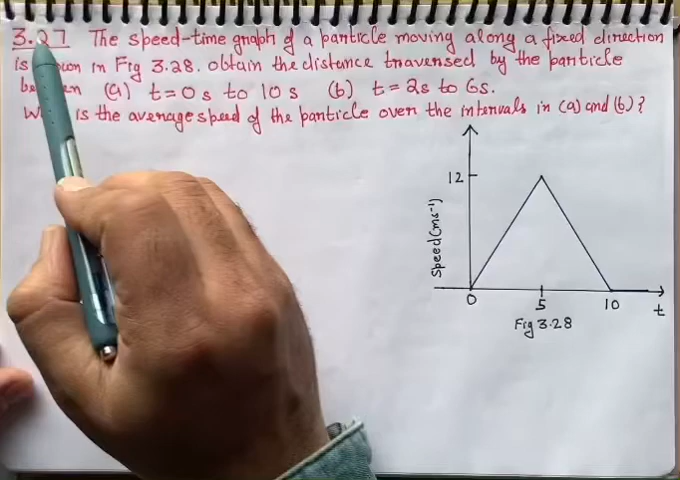 3.27 The speed-time graph of a particle moving along a fixed direction
is in Fig 3.28. obtain the distance traversed by the particle
(a) t=0s to 10s (b) t=2s to 6s.
is the average speed of the particle over the intervals in (a) and (b)?
12
Speed(ms⁻¹)
0
5
10
t
Fig 3.28